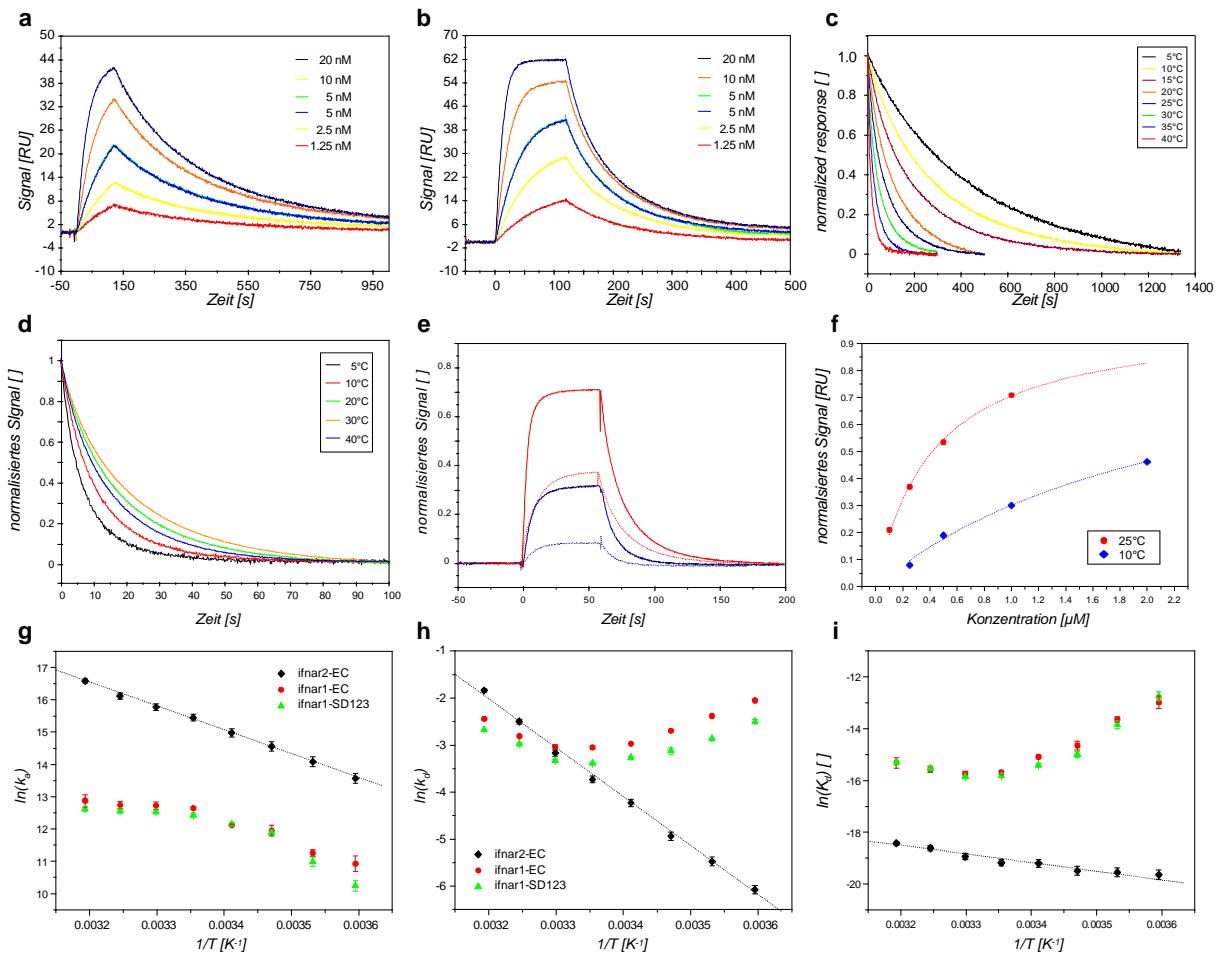 a
Signal [RU]
50
44
36
28
20
14
8
2
-4
-10
-50
150
350
550
750
950
Zeit [s]
20 nM
10 nM
5 nM
5 nM
2.5 nM
1.25 nM
b
Signal [RU]
70
62
54
46
38
30
22
14
6
-2
-10
-100
0
100
200
300
400
500
Zeit [s]
20 nM
10 nM
5 nM
5 nM
2.5 nM
1.25 nM
c
normalized response [ ]
1.0
0.8
0.6
0.4
0.2
0
0
200
400
600
800
1000
1200
1400
Zeit [s]
5°C
10°C
15°C
20°C
25°C
30°C
35°C
40°C
d
normalisiertes SIgnal [ ]
1
0.8
0.6
0.4
0.2
0
0
10
20
30
40
50
60
70
80
90
100
Zeit [s]
5°C
10°C
20°C
30°C
40°C
e
normalisiertes Signal [ ]
0.8
0.6
0.4
0.2
0
-50
0
50
100
150
200
Zeit [s]
f
normalsiertes Signal [RU]
0.9
0.8
0.7
0.6
0.5
0.4
0.3
0.2
0.1
0.0
0.0
0.2
0.4
0.6
0.8
1.0
1.2
1.4
1.6
1.8
2.0
2.2
Konzentration [µM]
25°C
10°C
g
ln(ka)
17
16
15
14
13
12
11
10
0.0032
0.0033
0.0034
0.0035
0.0036
1/T [K-1]
ifnar2-EC
ifnar1-EC
ifnar1-SD123
h
ln(kd)
-1
-2
-3
-4
-5
-6
0.0032
0.0033
0.0034
0.0035
0.0036
1/T [K-1]
ifnar2-EC
ifnar1-EC
ifnar1-SD123
i
ln(Kd) [ ]
-12
-14
-16
-18
-20
0.0032
0.0033
0.0034
0.0035
0.0036
1/T [K-1]